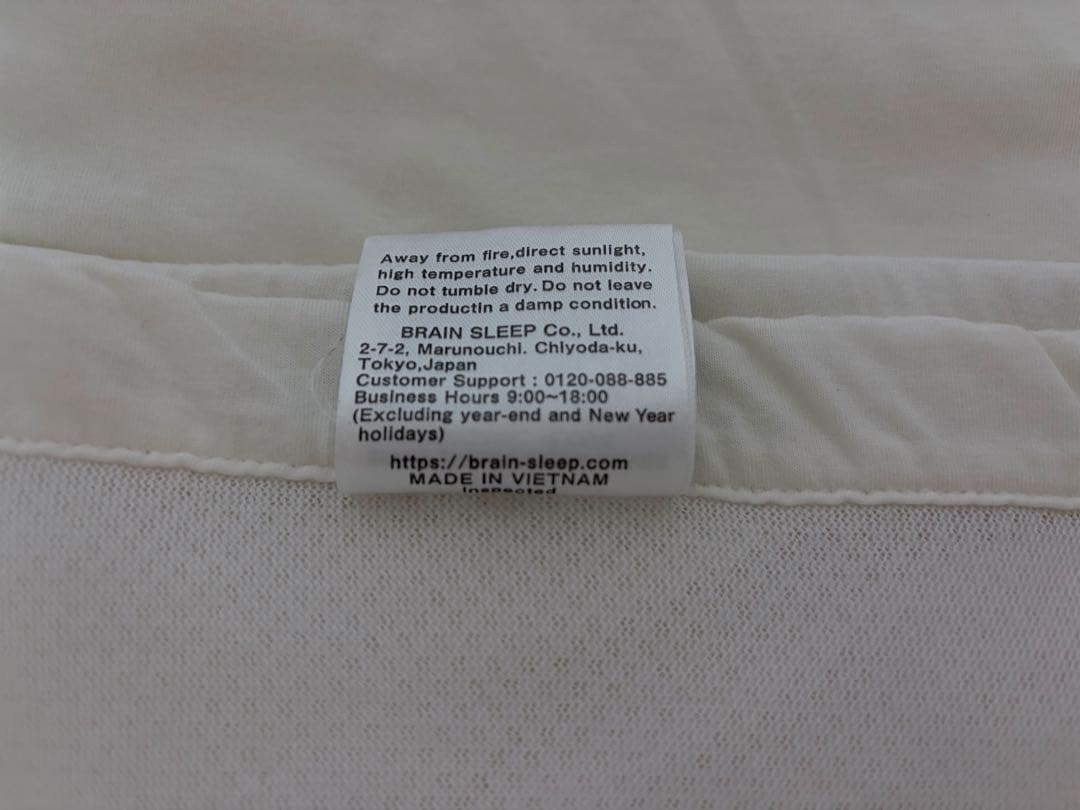 Away from fire,direct sunlight,
high temperature and humidity.
Do not tumble dry. Do not leave
the productin a damp condition.
BRAIN SLEEP Co., Ltd.
2-7-2, Marunouchi. Chiyoda-ku,
Tokyo,Japan
Customer Support : 0120-088-885
Business Hours 9:00~18:00
(Excluding year-end and New Year
holidays)
https://brain-sleep.com
MADE IN VIETNAM
Inspected